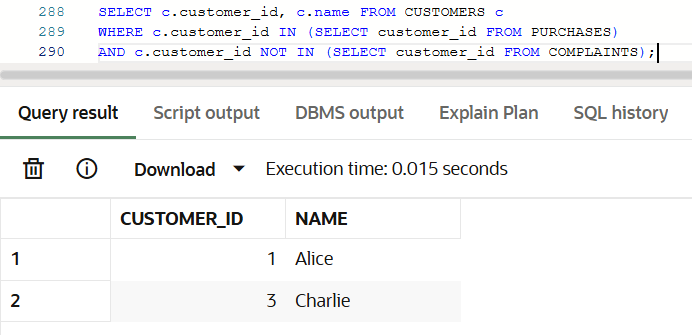 288 SELECT c.customer_id, c.name FROM CUSTOMERS c
289 WHERE c.customer_id IN (SELECT customer_id FROM PURCHASES)
290 AND c.customer_id NOT IN (SELECT customer_id FROM COMPLAINTS);
Query result Script output DBMS output Explain Plan SQL history
Download Execution time: 0.015 seconds
CUSTOMER_ID NAME
1 1 Alice
2 3 Charlie